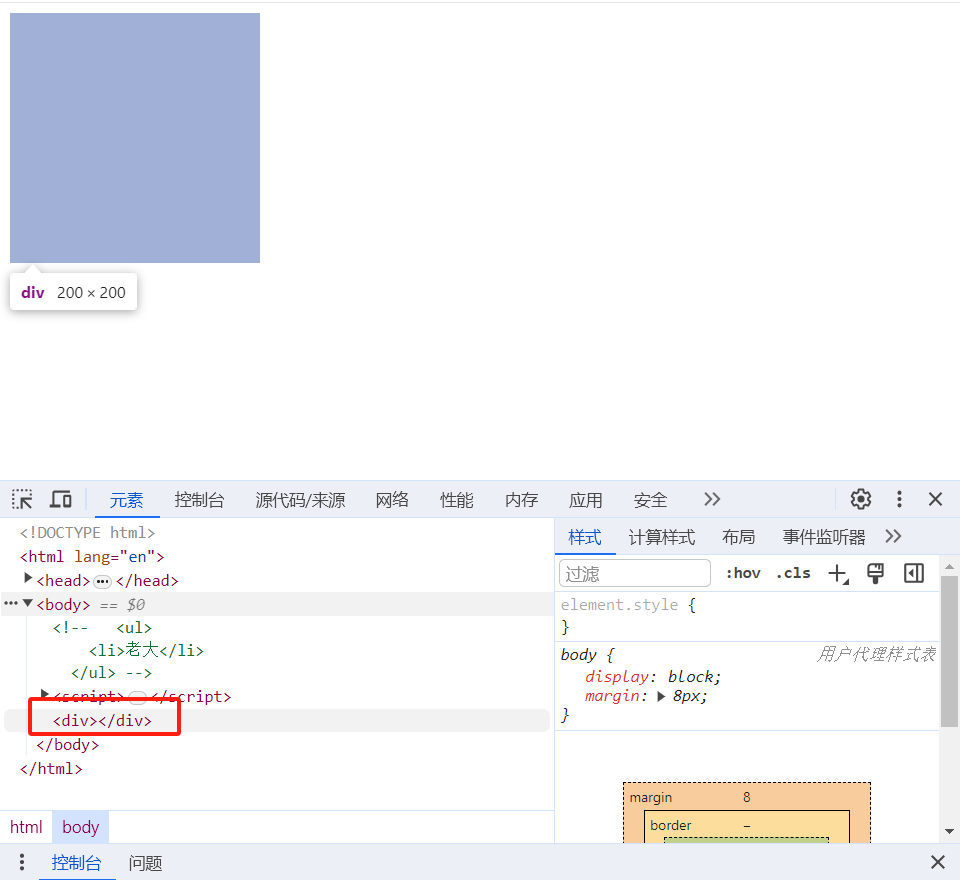 div 200 × 200
元素 控制台 源代码/来源 网络 性能 内存 应用 安全
<!DOCTYPE html>
<html lang="en">
<head> </head>
<body> == $0
<!-- <ul>
<li>老大</li>
</ul> -->
<script> </script>
<div></div>
</body>
</html>
html body
样式 计算样式 布局 事件监听器
过滤 :hov .cls
element.style {
}
body { 用户代理样式表
display: block;
margin: 8px;
}
margin 8
border –
控制台 问题